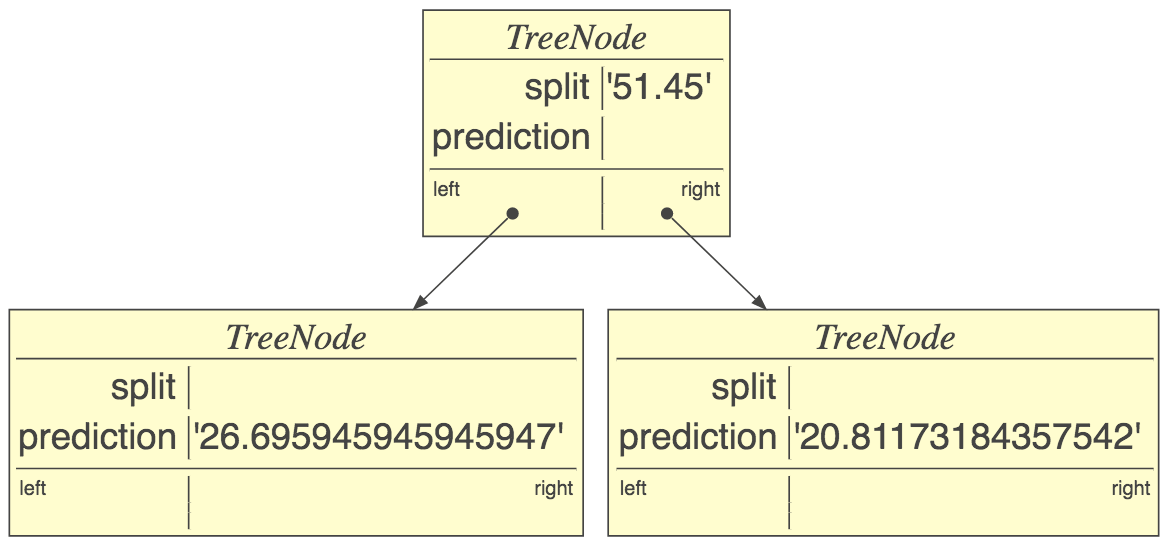 TreeNode
split '51.45'
prediction
left right
TreeNode
split
prediction '26.695945945945947'
left right
TreeNode
split
prediction '20.81173184357542'
left right